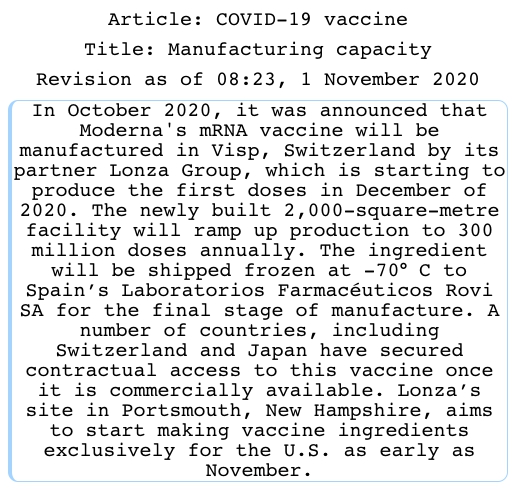 Article: COVID-19 vaccine
Title: Manufacturing capacity
Revision as of 08:23, 1 November 2020
In October 2020, it was announced that
Moderna's mRNA vaccine will be
manufactured in Visp, Switzerland by its
partner Lonza Group, which is starting to
produce the first doses in December of
2020. The newly built 2,000-square-metre
facility will ramp up production to 300
million doses annually. The ingredient
will be shipped frozen at -70° C to
Spain’s Laboratorios Farmacéuticos Rovi
SA for the final stage of manufacture. A
number of countries, including
Switzerland and Japan have secured
contractual access to this vaccine once
it is commercially available. Lonza’s
site in Portsmouth, New Hampshire, aims
to start making vaccine ingredients
exclusively for the U.S. as early as
November.